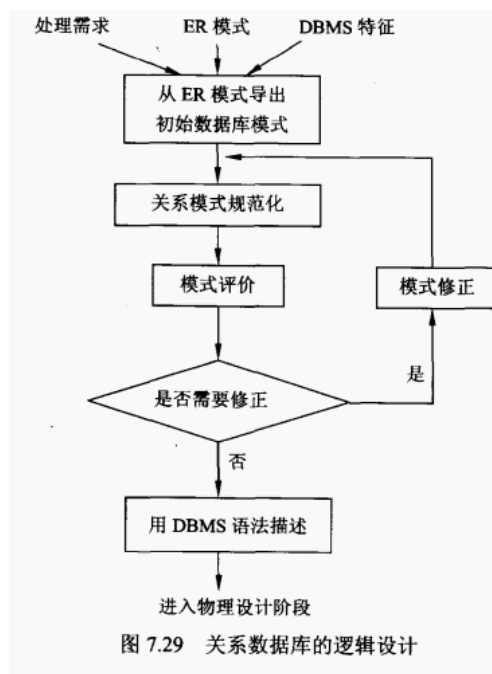 处理需求 ER 模式 DBMS 特征
从 ER 模式导出
初始数据库模式
关系模式规范化
模式评价
模式修正
是否需要修正
是
否
用 DBMS 语法描述
进入物理设计阶段
图 7.29 关系数据库的逻辑设计